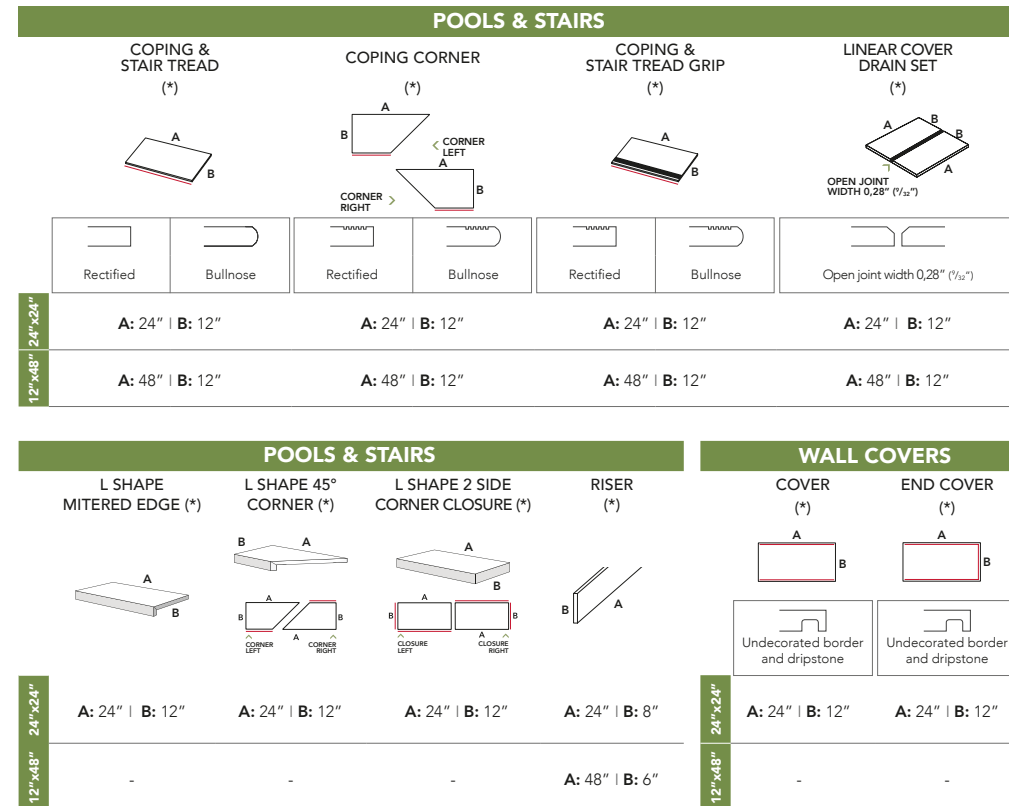 POOLS & STAIRS
COPING &
STAIR TREAD
(*)
COPING CORNER
(*)
COPING &
STAIR TREAD GRIP
(*)
LINEAR COVER
DRAIN SET
(*)
A
B
A
B
CORNER
LEFT
A
B
CORNER
RIGHT
A
B
A
B
B
A
OPEN JOINT
WIDTH 0,28" (9/32")
Rectified
Bullnose
Rectified
Bullnose
Rectified
Bullnose
Open joint width 0,28" (9/32")
24"x24"
A: 24" | B: 12"
A: 24" | B: 12"
A: 24" | B: 12"
A: 24" | B: 12"
12"x48"
A: 48" | B: 12"
A: 48" | B: 12"
A: 48" | B: 12"
A: 48" | B: 12"
POOLS & STAIRS
L SHAPE
MITERED EDGE (*)
L SHAPE 45°
CORNER (*)
L SHAPE 2 SIDE
CORNER CLOSURE (*)
RISER
(*)
A
B
B
A
A
B
B
A
CORNER
LEFT
CORNER
RIGHT
A
B
A
B
B
A
CLOSURE
LEFT
CLOSURE
RIGHT
B
A
24"x24"
A: 24" | B: 12"
A: 24" | B: 12"
A: 24" | B: 12"
A: 24" | B: 8"
12"x48"
-
-
-
A: 48" | B: 6"
WALL COVERS
COVER
(*)
END COVER
(*)
A
B
A
B
Undecorated border
and dripstone
Undecorated border
and dripstone
24"x24"
A: 24" | B: 12"
A: 24" | B: 12"
12"x48"
-
-